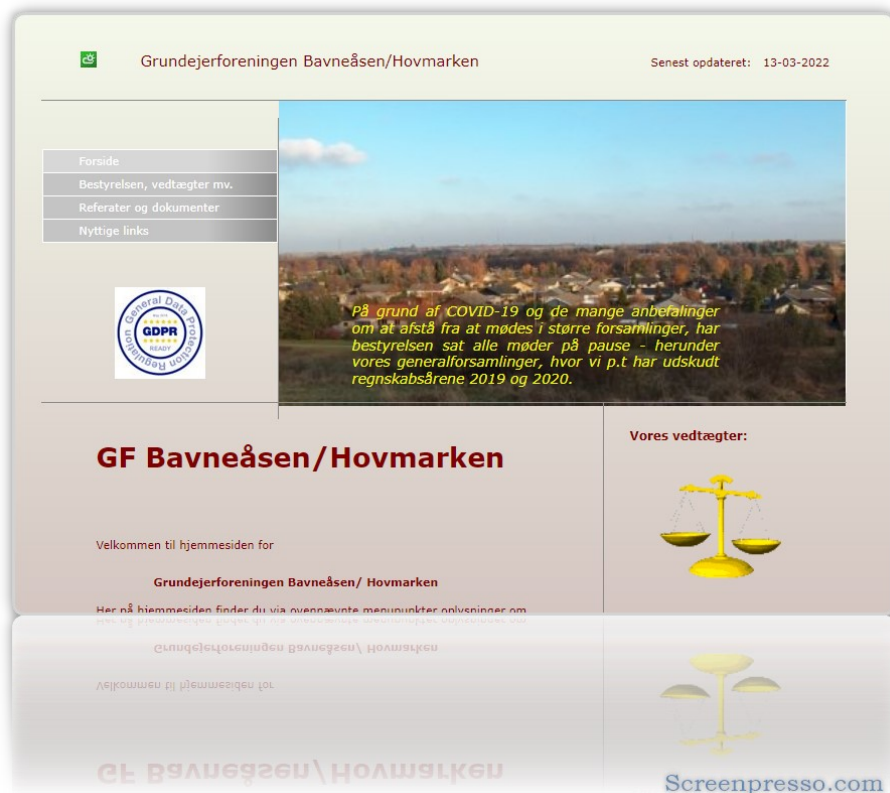 Grundejerforeningen Bavneåsen/Hovmarken
Senest opdateret: 13-03-2022
Forside
Bestyrelsen, vedtægter mv.
Referater og dokumenter
Nyttige links
General Data Protection Regulation
GDPR
READY
På grund af COVID-19 og de mange anbefalinger
om at afstå fra at mødes i større forsamlinger, har
bestyrelsen sat alle møder på pause - herunder
vores generalforsamlinger, hvor vi p.t har udskudt
regnskabsårene 2019 og 2020.
GF Bavneåsen/Hovmarken
Vores vedtægter:
Velkommen til hjemmesiden for
Grundejerforeningen Bavneåsen/ Hovmarken
Her på hjemmesiden finder du via ovennævnte menupunkter oplysninger om
Screenpresso.com